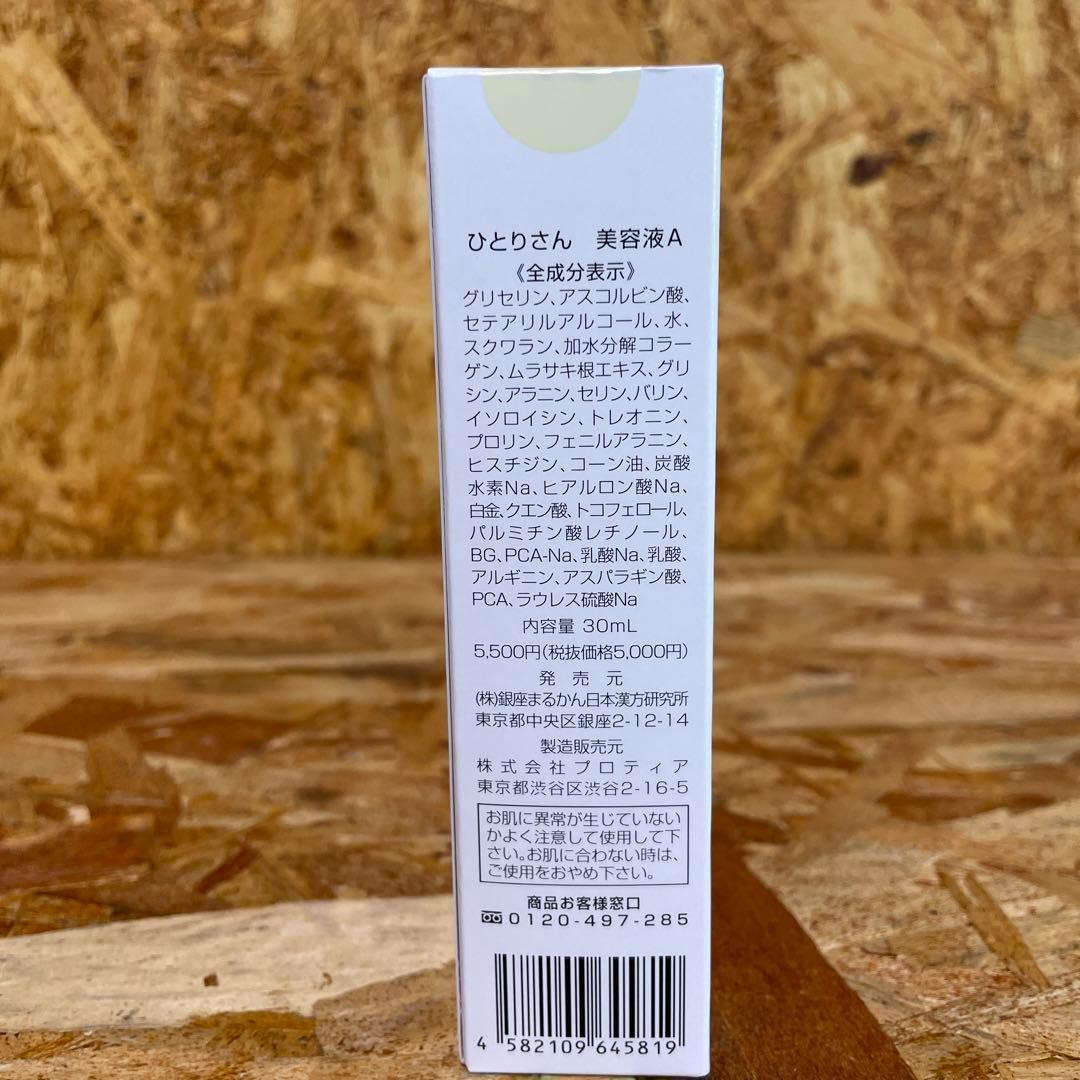 ひとりさん 美容液A
《全成分表示》
グリセリン、アスコルビン酸、
セテアリルアルコール、水、
スクワラン、加水分解コラー
ゲン、ムラサキ根エキス、グリ
シン、アラニン、セリン、バリン、
イソロイシン、トレオニン、
プロリン、フェニルアラニン、
ヒスチジン、コーン油、炭酸
水素Na、ヒアルロン酸Na、
白金、クエン酸、トコフェロール、
パルミチン酸レチノール、
BG、PCA-Na、乳酸Na、乳酸、
アルギニン、アスパラギン酸、
PCA、ラウレス硫酸Na
内容量 30mL
5,500円(税抜価格5,000円)
発売元
(株)銀座まるかん日本漢方研究所
東京都中央区銀座2-12-14
製造販売元
株式会社プロティア
東京都渋谷区渋谷2-16-5
お肌に異常が生じていない
かよく注意して使用して下
さい。お肌に合わない時は、
ご使用をおやめ下さい。
商品お客様窓口
0120-497-285
4 582109 645819